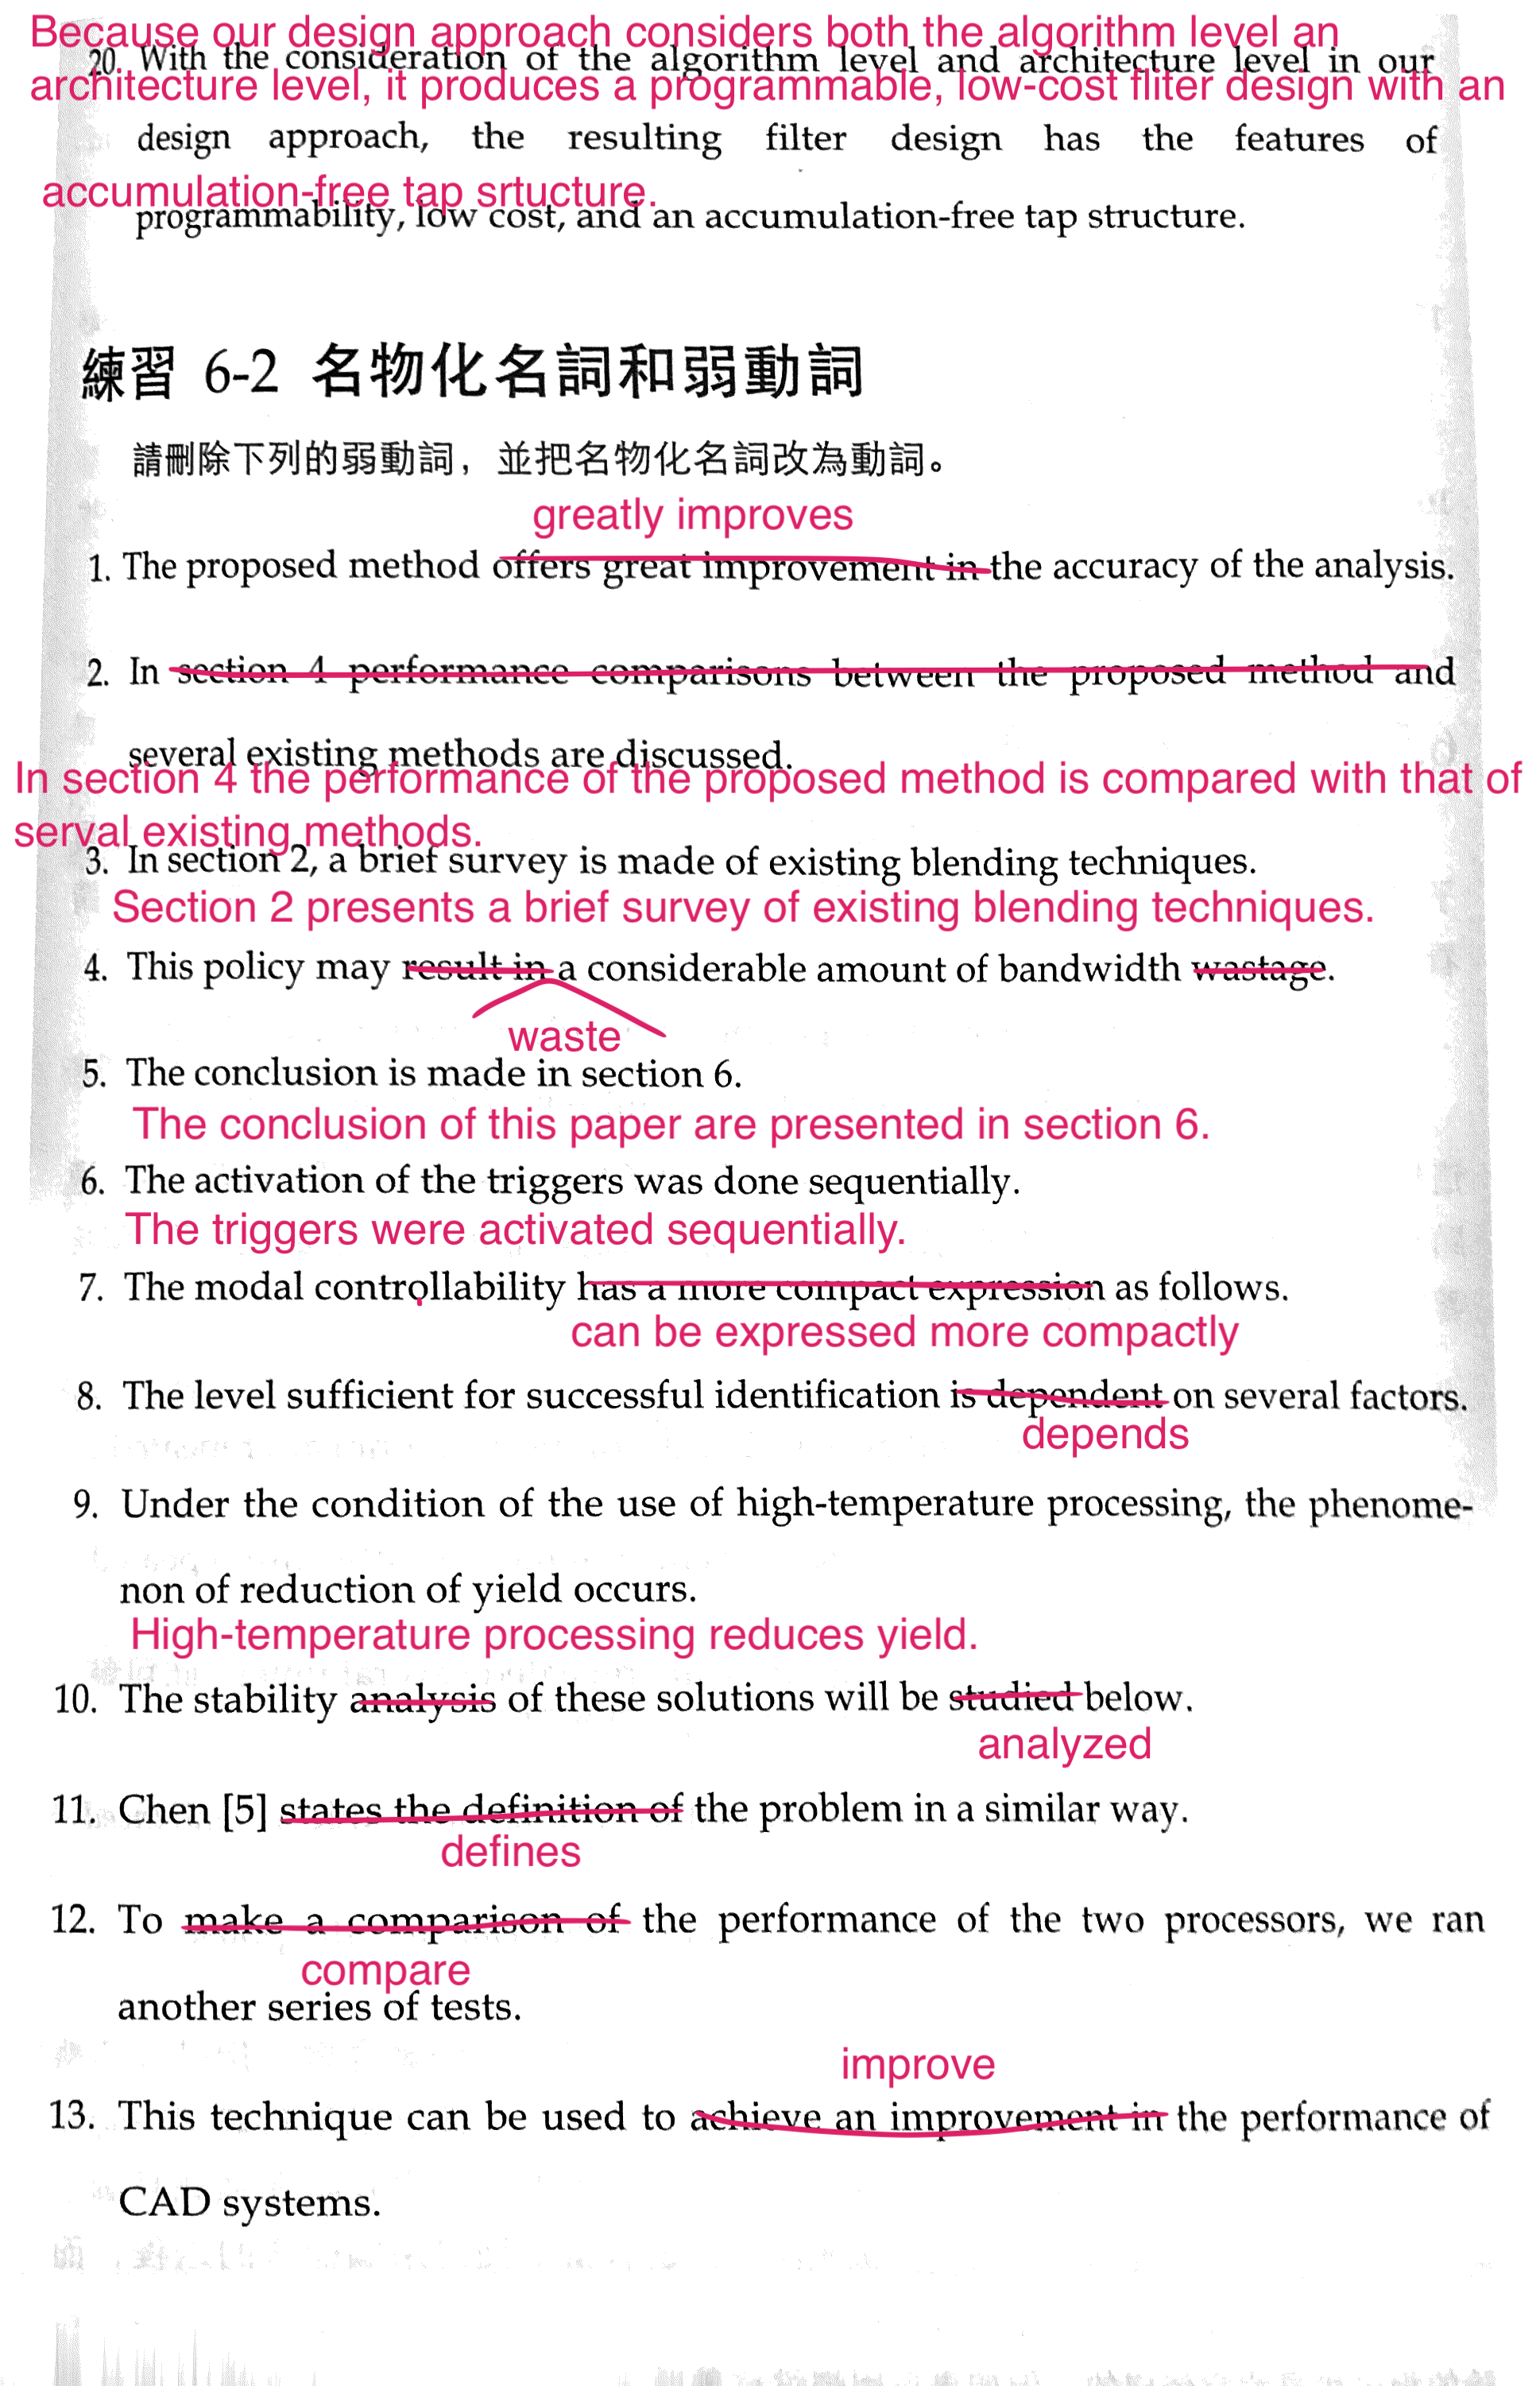 Because our design approach considers both the algorithm level an
20. With the consideration of the algorithm level and architecture level in our
architecture level, it produces a programmable, low-cost fliter design with an
design approach, the resulting filter design has the features of
accumulation-free tap srtucture.
programmability, low cost, and an accumulation-free tap structure.
練習 6-2 名物化名詞和弱動詞
請刪除下列的弱動詞，並把名物化名詞改為動詞。
greatly improves
1. The proposed method offers great improvement in the accuracy of the analysis.
2. In section 4 performance comparisons between the proposed method and
several existing methods are discussed.
In section 4 the performance of the proposed method is compared with that of
serval existing methods.
3. In section 2, a brief survey is made of existing blending techniques.
Section 2 presents a brief survey of existing blending techniques.
4. This policy may result in a considerable amount of bandwidth wastage.
waste
5. The conclusion is made in section 6.
The conclusion of this paper are presented in section 6.
6. The activation of the triggers was done sequentially.
The triggers were activated sequentially.
7. The modal controllability has a more compact expression as follows.
can be expressed more compactly
8. The level sufficient for successful identification is dependent on several factors.
depends
9. Under the condition of the use of high-temperature processing, the phenome-
non of reduction of yield occurs.
High-temperature processing reduces yield.
10. The stability analysis of these solutions will be studied below.
analyzed
11. Chen [5] states the definition of the problem in a similar way.
defines
12. To make a comparison of the performance of the two processors, we ran
compare
another series of tests.
improve
13. This technique can be used to achieve an improvement in the performance of
CAD systems.